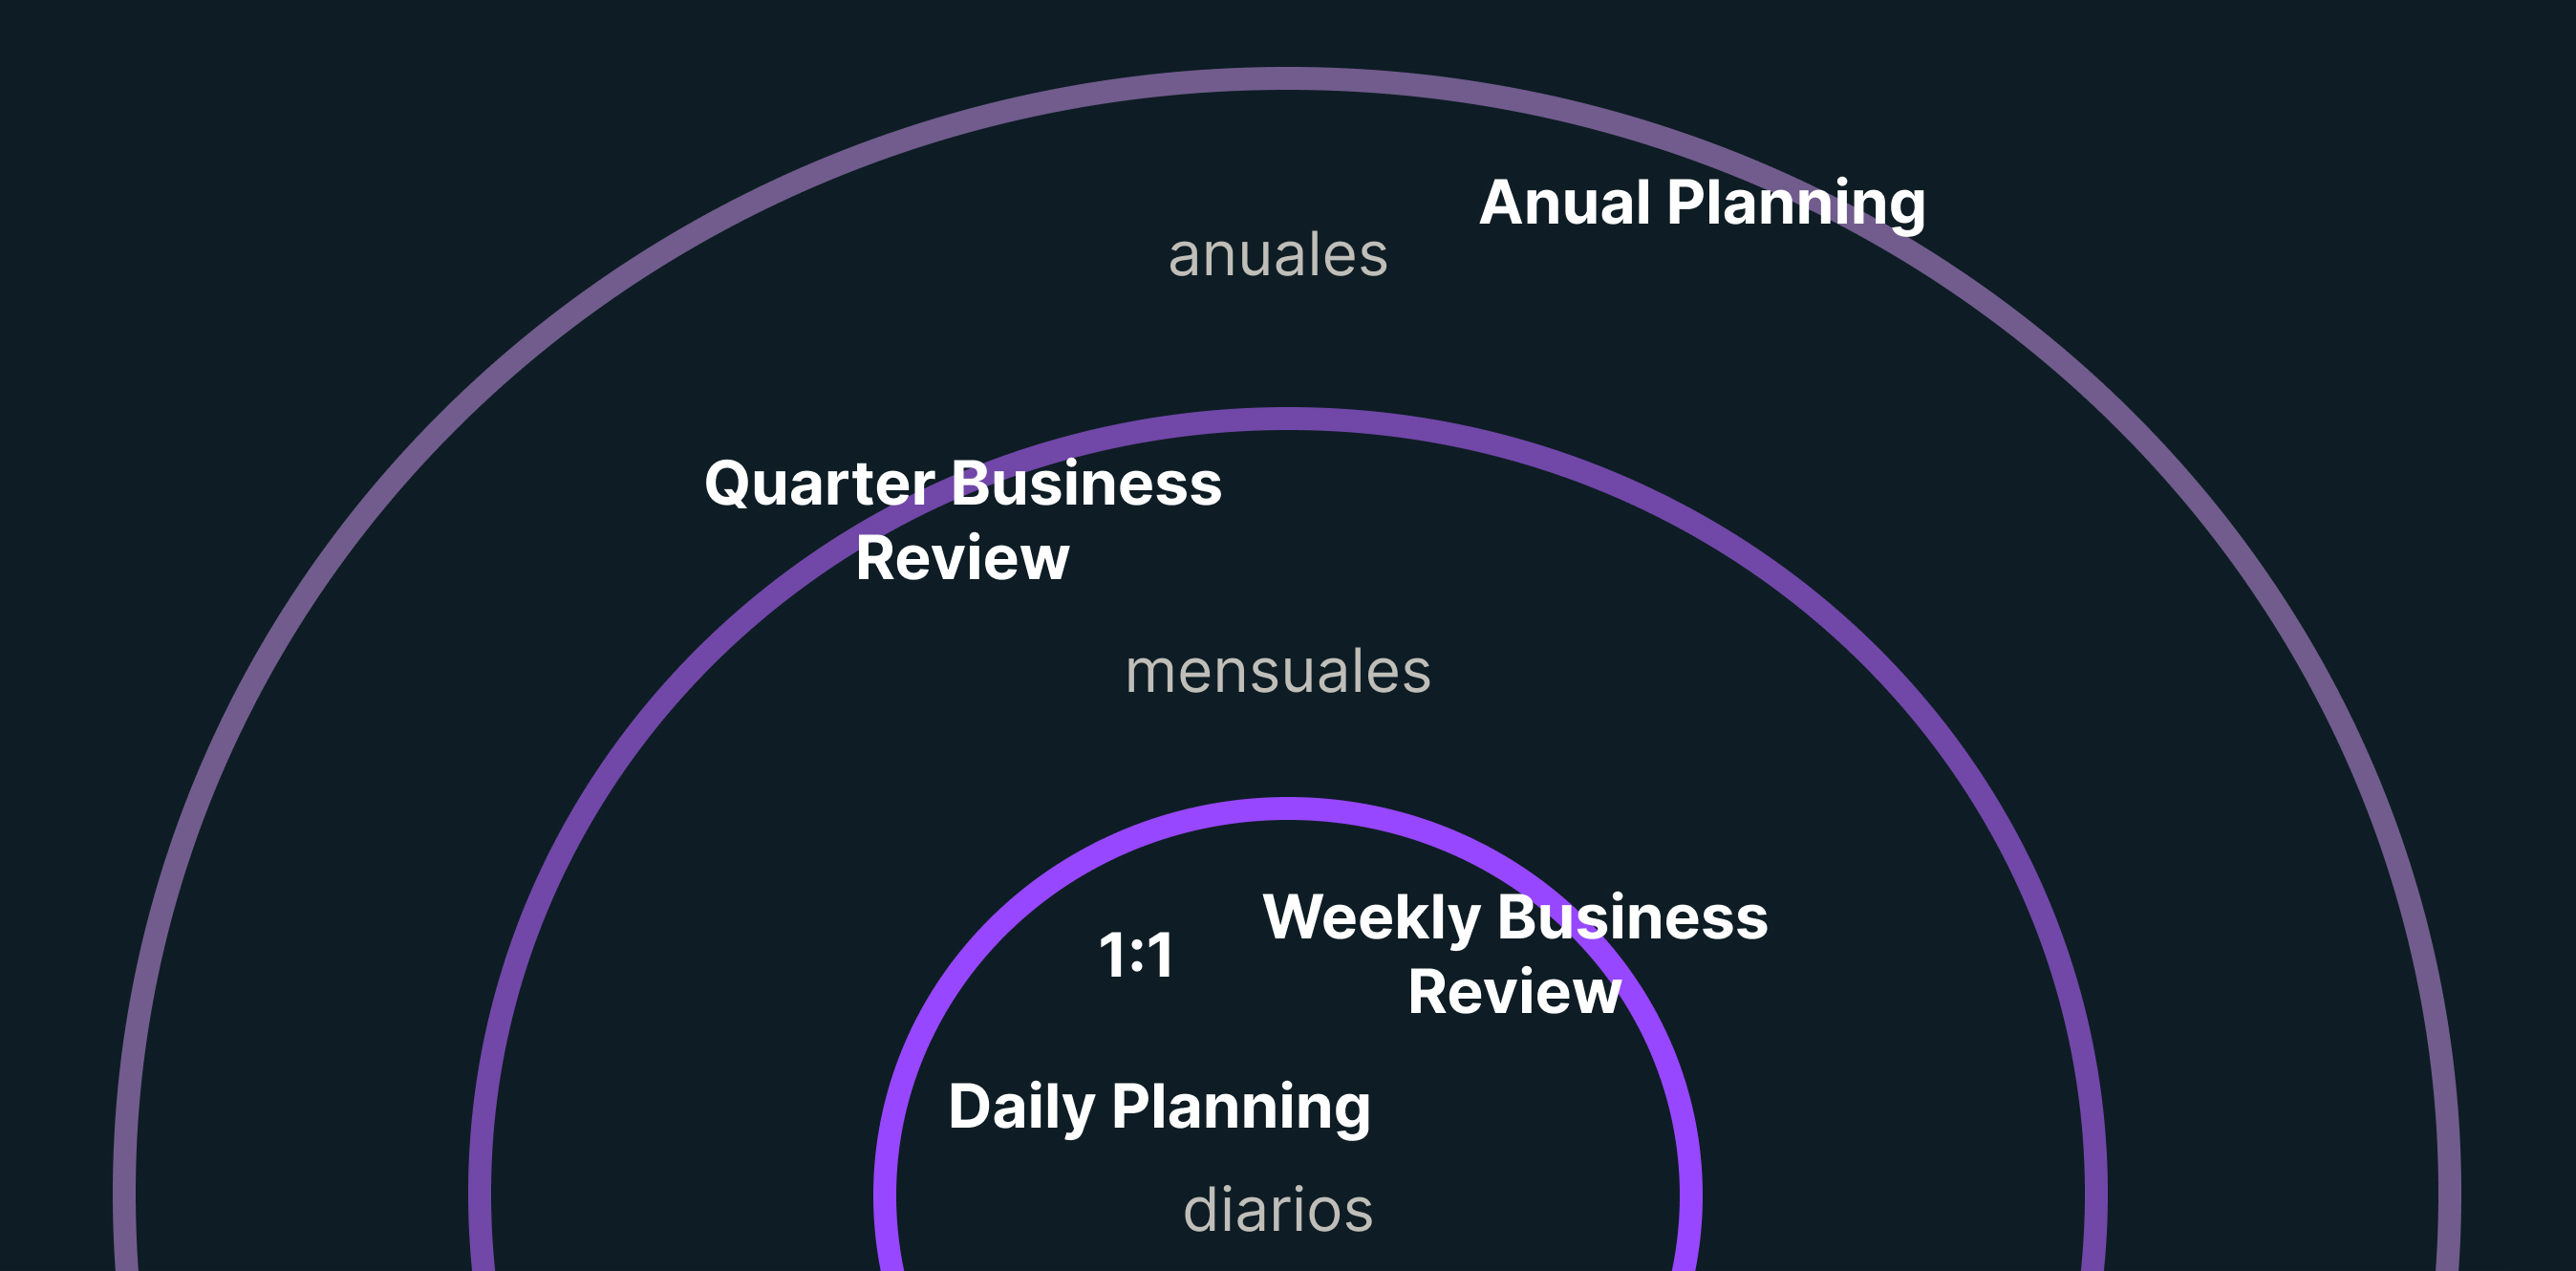 Anual Planning
anuales
Quarter Business
Review
mensuales
Weekly Business
Review
1:1
Daily Planning
diarios